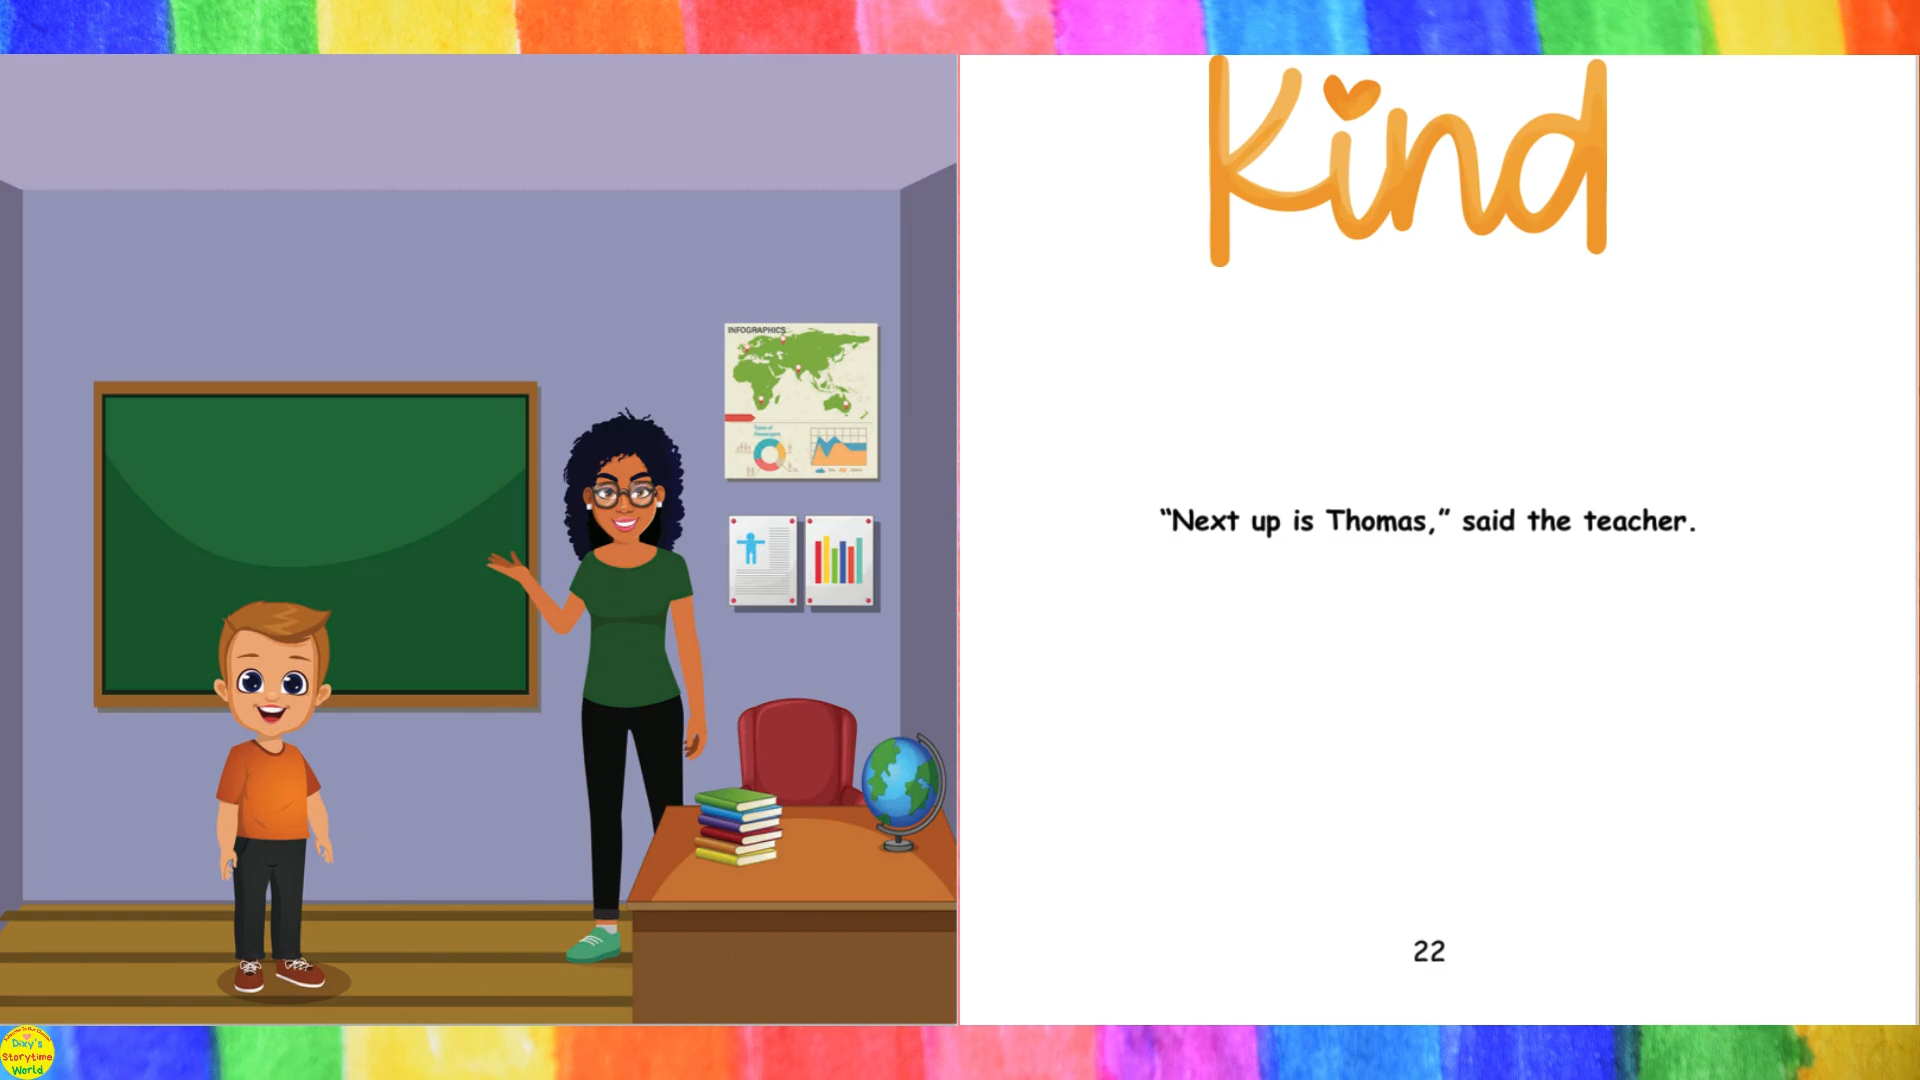 Kind
INFOGRAPHICS
"Next up is Thomas," said the teacher.
22
Dixy's
Storytime
World